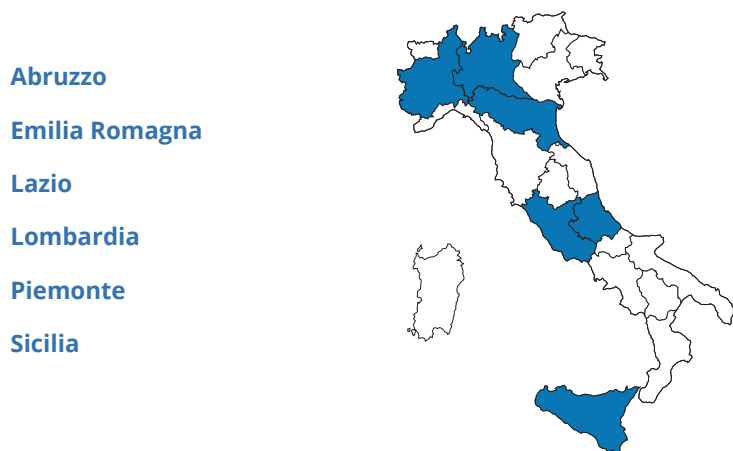 Abruzzo
Emilia Romagna
Lazio
Lombardia
Piemonte
Sicilia